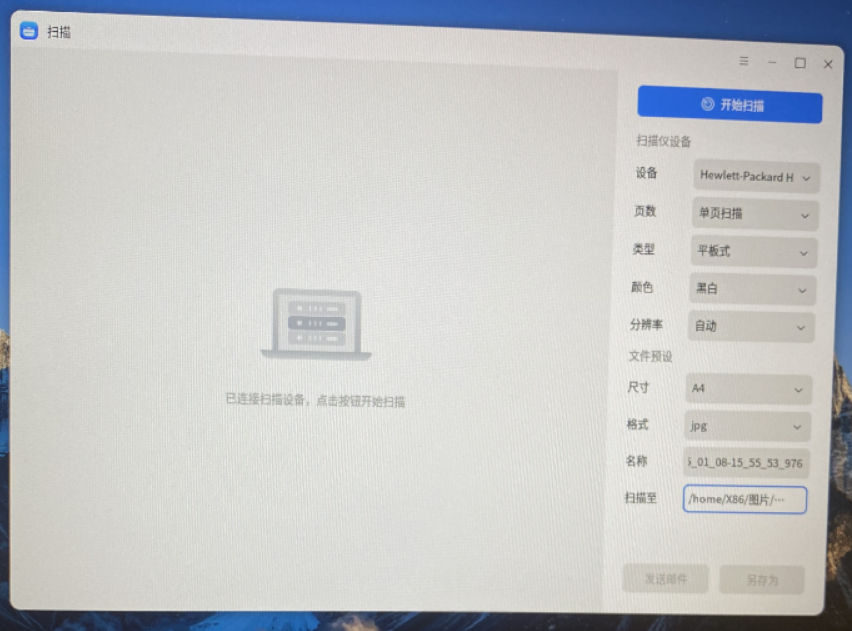 扫描
开始扫描
扫描仪设备
设备 Hewlett-Packard H
页数 单页扫描
类型 平板式
颜色 黑白
分辨率 自动
已连接扫描设备，点击按钮开始扫描
文件预设
尺寸 A4
格式 jpg
名称 _01_08-15_55_53_976
扫描至 /home/X86/图片/···
发送邮件 另存为